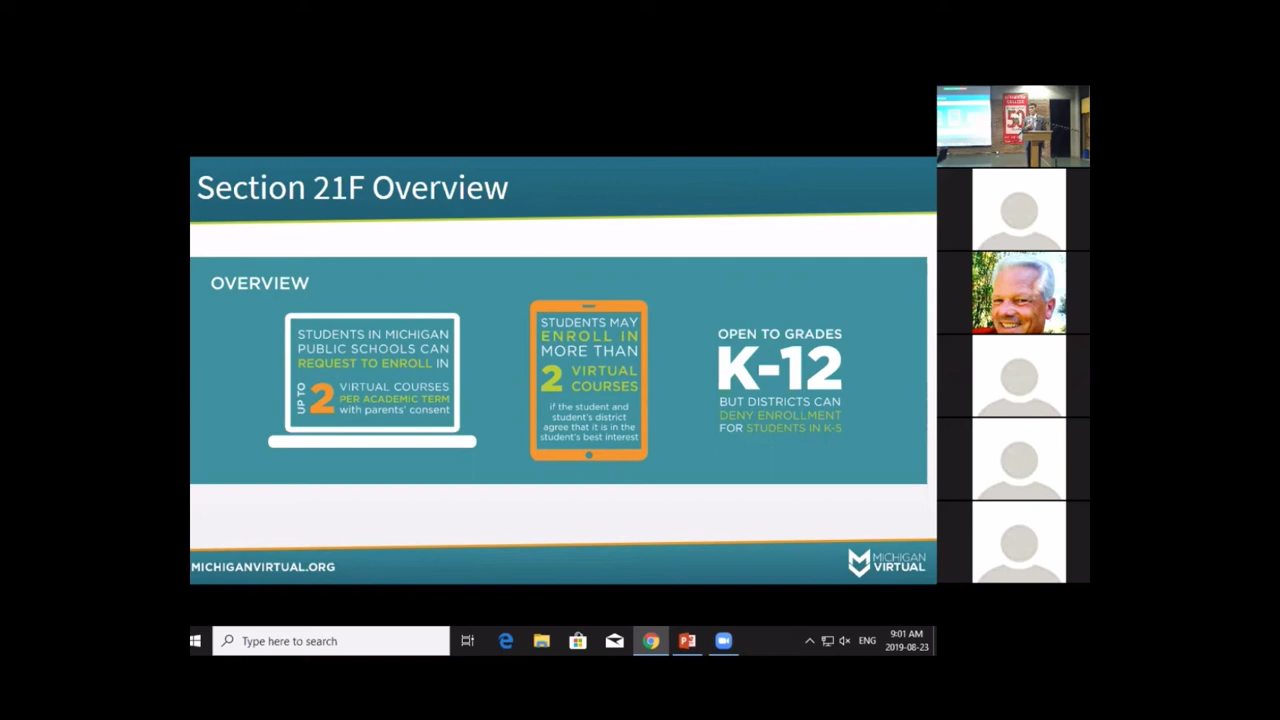 Section 21F Overview
OVERVIEW
STUDENTS IN MICHIGAN
PUBLIC SCHOOLS CAN
REQUEST TO ENROLL IN
UP TO
2
VIRTUAL COURSES
PER ACADEMIC TERM
with parents' consent
STUDENTS MAY
ENROLL IN
MORE THAN
2 VIRTUAL
COURSES
if the student and
student's district
agree that it is in the
student's best interest
OPEN TO GRADES
K-12
BUT DISTRICTS CAN
DENY ENROLLMENT
FOR STUDENTS IN K-5
MICHIGANVIRTUAL.ORG
MICHIGAN
VIRTUAL
50
Type here to search
ENG
9:01 AM
2019-08-23